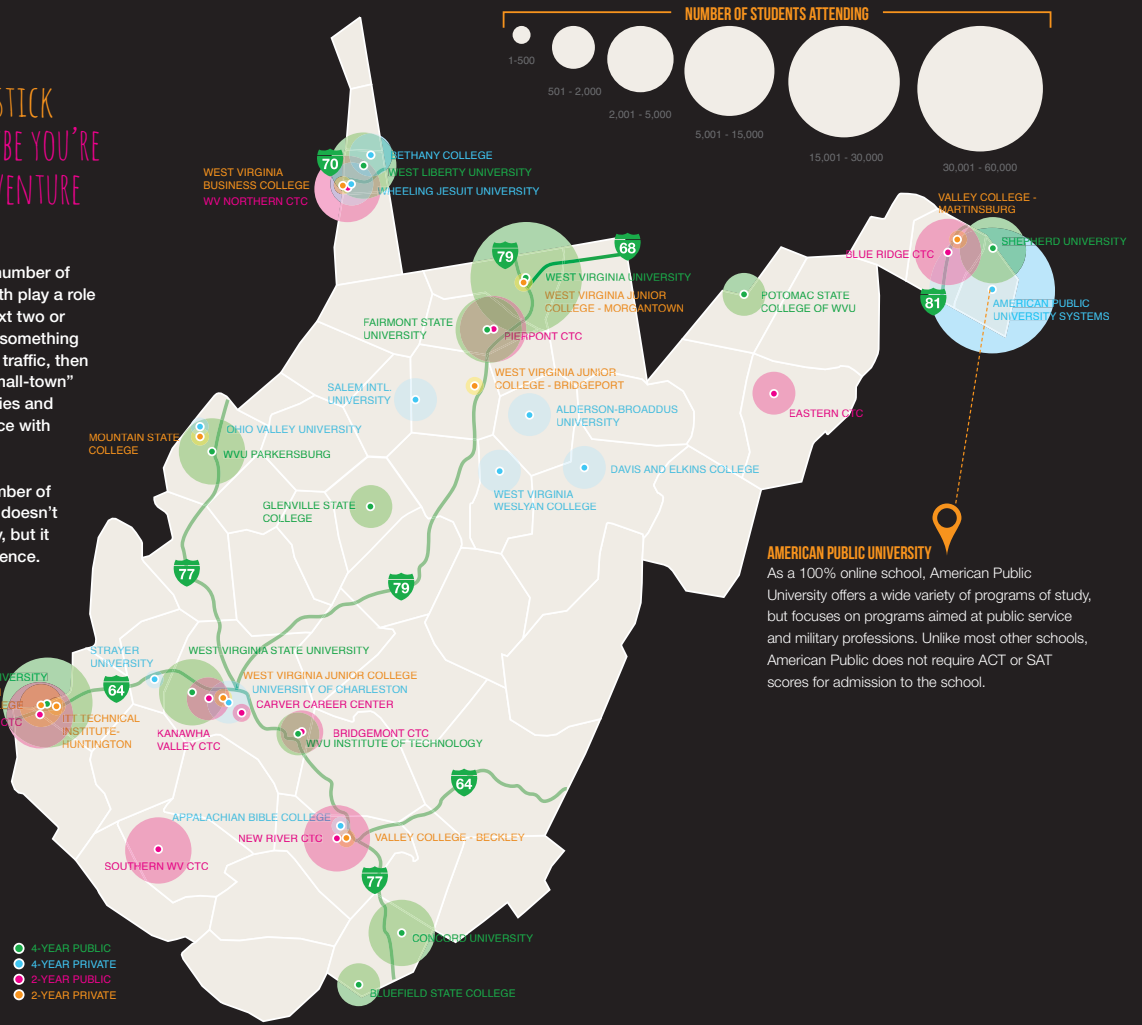 NUMBER OF STUDENTS ATTENDING
1-500
501 - 2,000
2,001 - 5,000
5,001 - 15,000
15,001 - 30,000
30,001 - 60,000
STICK
BE YOU'RE
number of
play a role
two or
something
traffic, then
ies and
ce with
mber of
doesn't
, but it
70
BETHANY COLLEGE
WEST LIBERTY UNIVERSITY
WHEELING JESUIT UNIVERSITY
WEST VIRGINIA
BUSINESS COLLEGE
WV NORTHERN CTC
79
68
WEST VIRGINIA UNIVERSITY
WEST VIRGINIA JUNIOR
COLLEGE - MORGANTOWN
FAIRMONT STATE
UNIVERSITY
PIERPONT CTC
VALLEY COLLEGE -
MARTINSBURG
SHEPHERD UNIVERSITY
BLUE RIDGE CTC
81
AMERICAN PUBLIC
UNIVERSITY SYSTEMS
POTOMAC STATE
COLLEGE OF WVU
EASTERN CTC
WEST VIRGINIA JUNIOR
COLLEGE - BRIDGEPORT
SALEM INTL.
UNIVERSITY
ALDERSON-BROADDUS
UNIVERSITY
OHIO VALLEY UNIVERSITY
MOUNTAIN STATE
COLLEGE
WVU PARKERSBURG
DAVIS AND ELKINS COLLEGE
WEST VIRGINIA
WESLYAN COLLEGE
GLENVILLE STATE
COLLEGE
77
79
AMERICAN PUBLIC UNIVERSITY
As a 100% online school, American Public
University offers a wide variety of programs of study,
but focuses on programs aimed at public service
and military professions. Unlike most other schools,
American Public does not require ACT or SAT
scores for admission to the school.
STRAYER
UNIVERSITY
WEST VIRGINIA STATE UNIVERSITY
64
WEST VIRGINIA JUNIOR COLLEGE
UNIVERSITY OF CHARLESTON
CARVER CAREER CENTER
CTC
ITT TECHNICAL
INSTITUTE-
HUNTINGTON
KANAWHA
VALLEY CTC
BRIDGEMONT CTC
WVU INSTITUTE OF TECHNOLOGY
64
APPALACHIAN BIBLE COLLEGE
NEW RIVER CTC
VALLEY COLLEGE - BECKLEY
SOUTHERN WV CTC
77
CONCORD UNIVERSITY
BLUEFIELD STATE COLLEGE
4-YEAR PUBLIC
4-YEAR PRIVATE
2-YEAR PUBLIC
2-YEAR PRIVATE